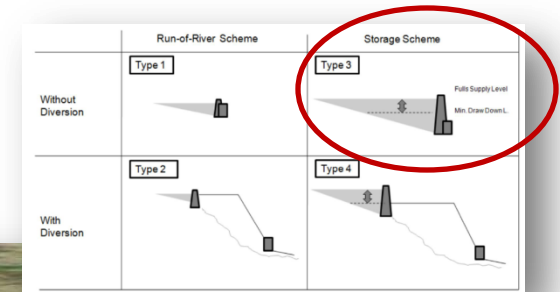 Run-of-River Scheme
Storage Scheme
Type 1
Type 3
Without
Diversion
Fulls Supply Level
Min. Draw Down L.
Type 2
Type 4
With
Diversion